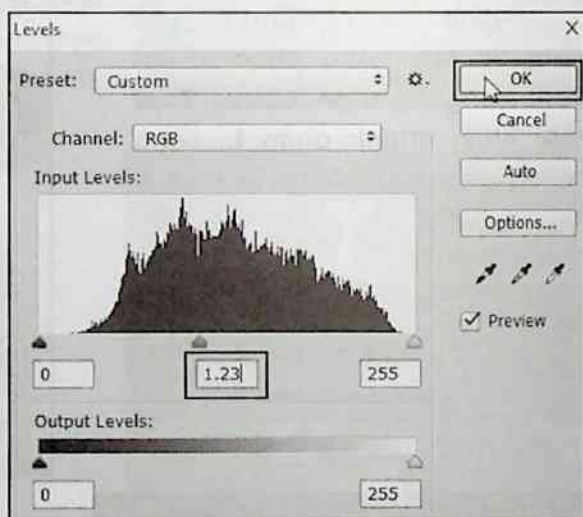 Levels
Preset: Custom
OK
Channel: RGB
Cancel
Input Levels:
Auto
Options...
Preview
0 1.23 255
Output Levels:
0 255